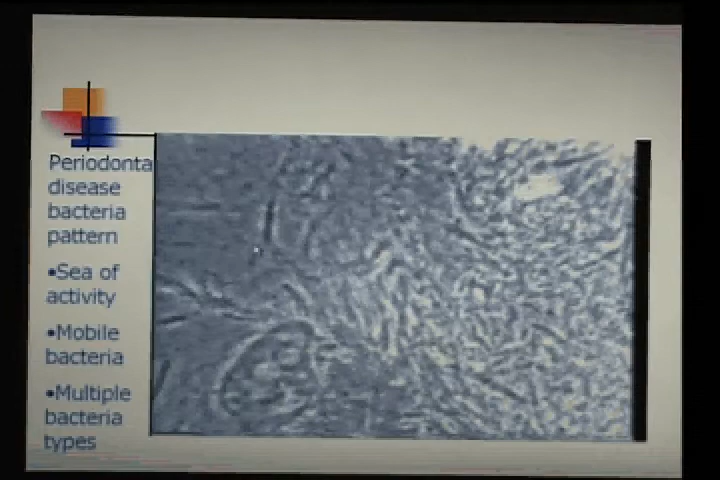 Periodonta
disease
bacteria
pattern
•Sea of
activity
•Mobile
bacteria
•Multiple
bacteria
types